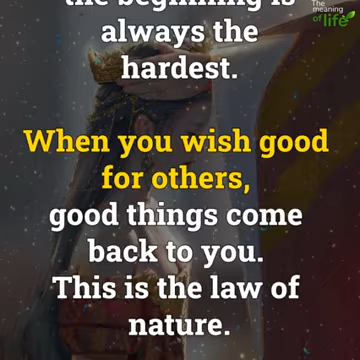 the beginning is
always the
hardest.
When you wish good
for others,
good things come
back to you.
This is the law of
nature.
The
meaning
of life